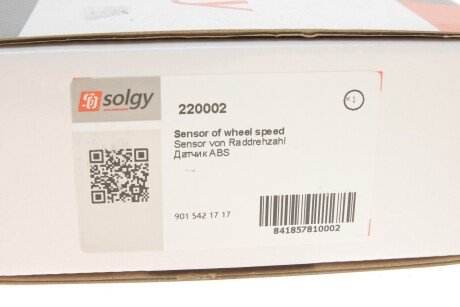 solgy
220002
x1
Sensor of wheel speed
Sensor von Raddrehzahl
Датчик ABS
901 542 17 17
841857810002